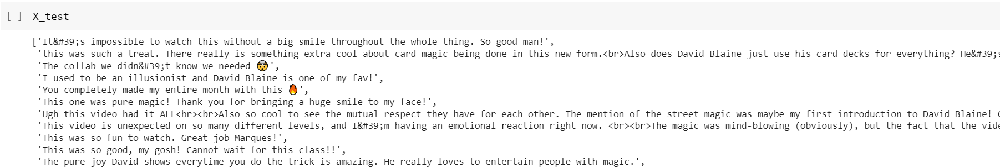 [ ] X_test
['It&#39;s impossible to watch this without a big smile throughout the whole thing. So good man!',
'this was such a treat. There really is something extra cool about card magic being done in this new form.<br>Also does David Blaine just use his card decks for everything? He&#39;s
'The collab we didn&#39;t know we needed 🤯',
'I used to be an illusionist and David Blaine is one of my fav!',
'You completely made my entire month with this 🔥',
'This one was pure magic! Thank you for bringing a huge smile to my face!',
'Ugh this video had it ALL<br><br>Also so cool to see the mutual respect they have for each other. The mention of the street magic was maybe my first introduction to David Blaine!
'This video is unexpected on so many different levels, and I&#39;m having an emotional reaction right now. <br><br>The magic was mind-blowing (obviously), but the fact that the vide
'This was so fun to watch. Great job Marques!',
'This was so good, my gosh! Cannot wait for this class!!',
'The pure joy David shows everytime you do the trick is amazing. He really loves to entertain people with magic.',